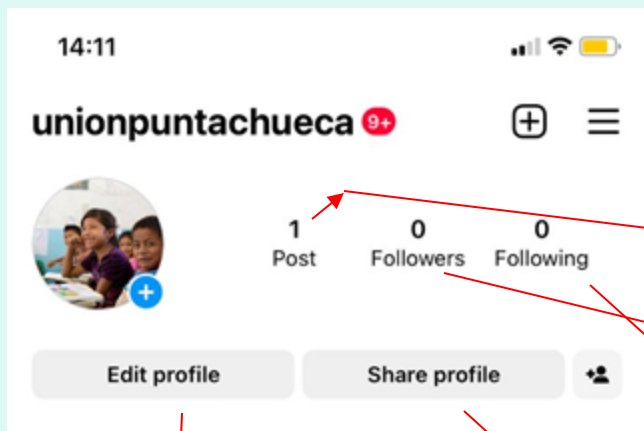 14:11
unionpuntachueca 9+
1 0 0
Post Followers Following
Edit profile Share profile